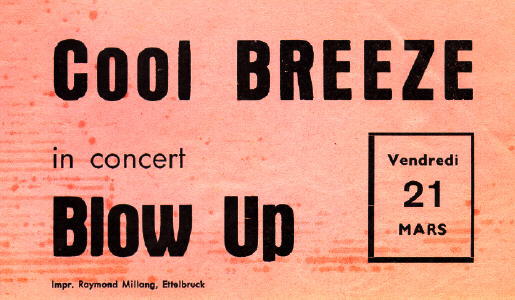 Cool BREEZE
in concert
Blow Up
Vendredi
21
MARS
Impr. Raymond Millang, Ettelbruck